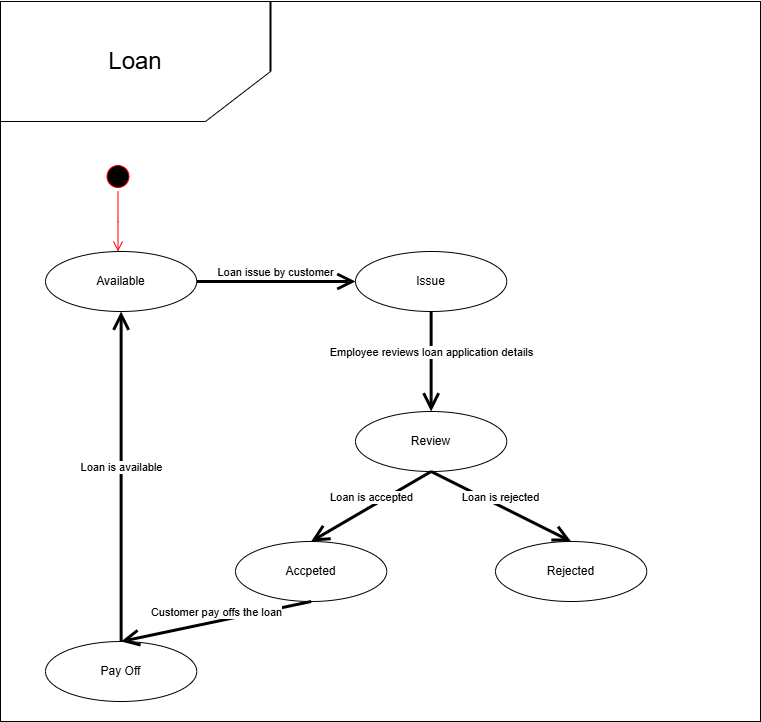 Loan
Loan issue by customer
Available
Issue
Employee reviews loan application details
Review
Loan is available
Loan is accepted
Loan is rejected
Accpeted
Rejected
Customer pay offs the loan
Pay Off